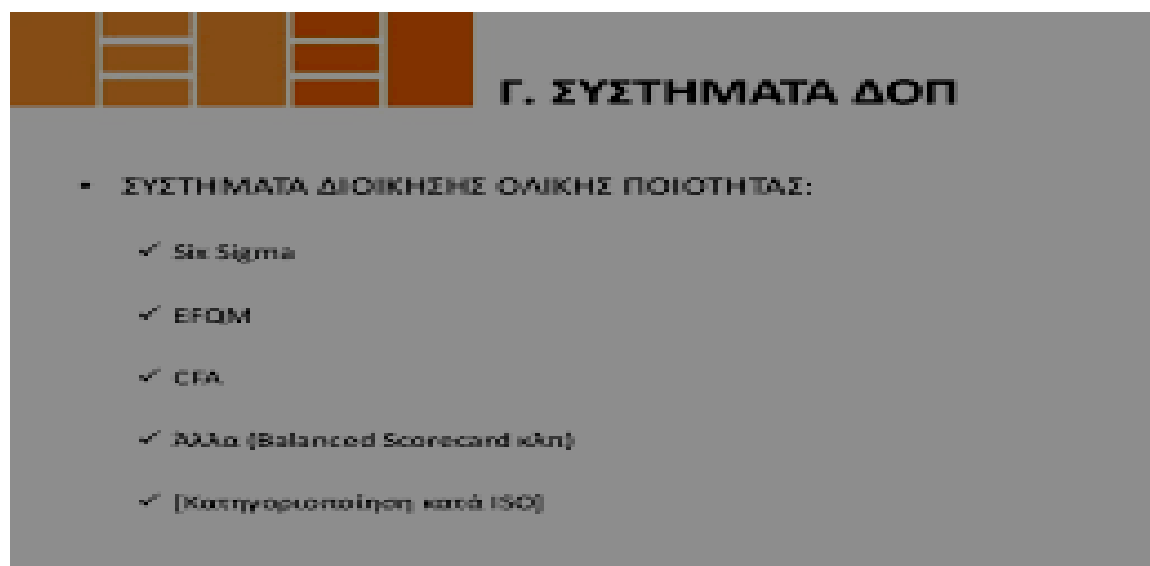 Γ. ΣΥΣΤΗΜΑΤΑ ΔΟΠ
• ΣΥΣΤΗΜΑΤΑ ΔΙΟΙΚΗΣΗΣ ΟΛΙΚΗΣ ΠΟΙΟΤΗΤΑΣ:
✓ Six Sigma
✓ EFQM
✓ CFA
✓ Άλλα (Balanced Scorecard κλπ)
✓ [Κατηγοριοποίηση κατά ISO]